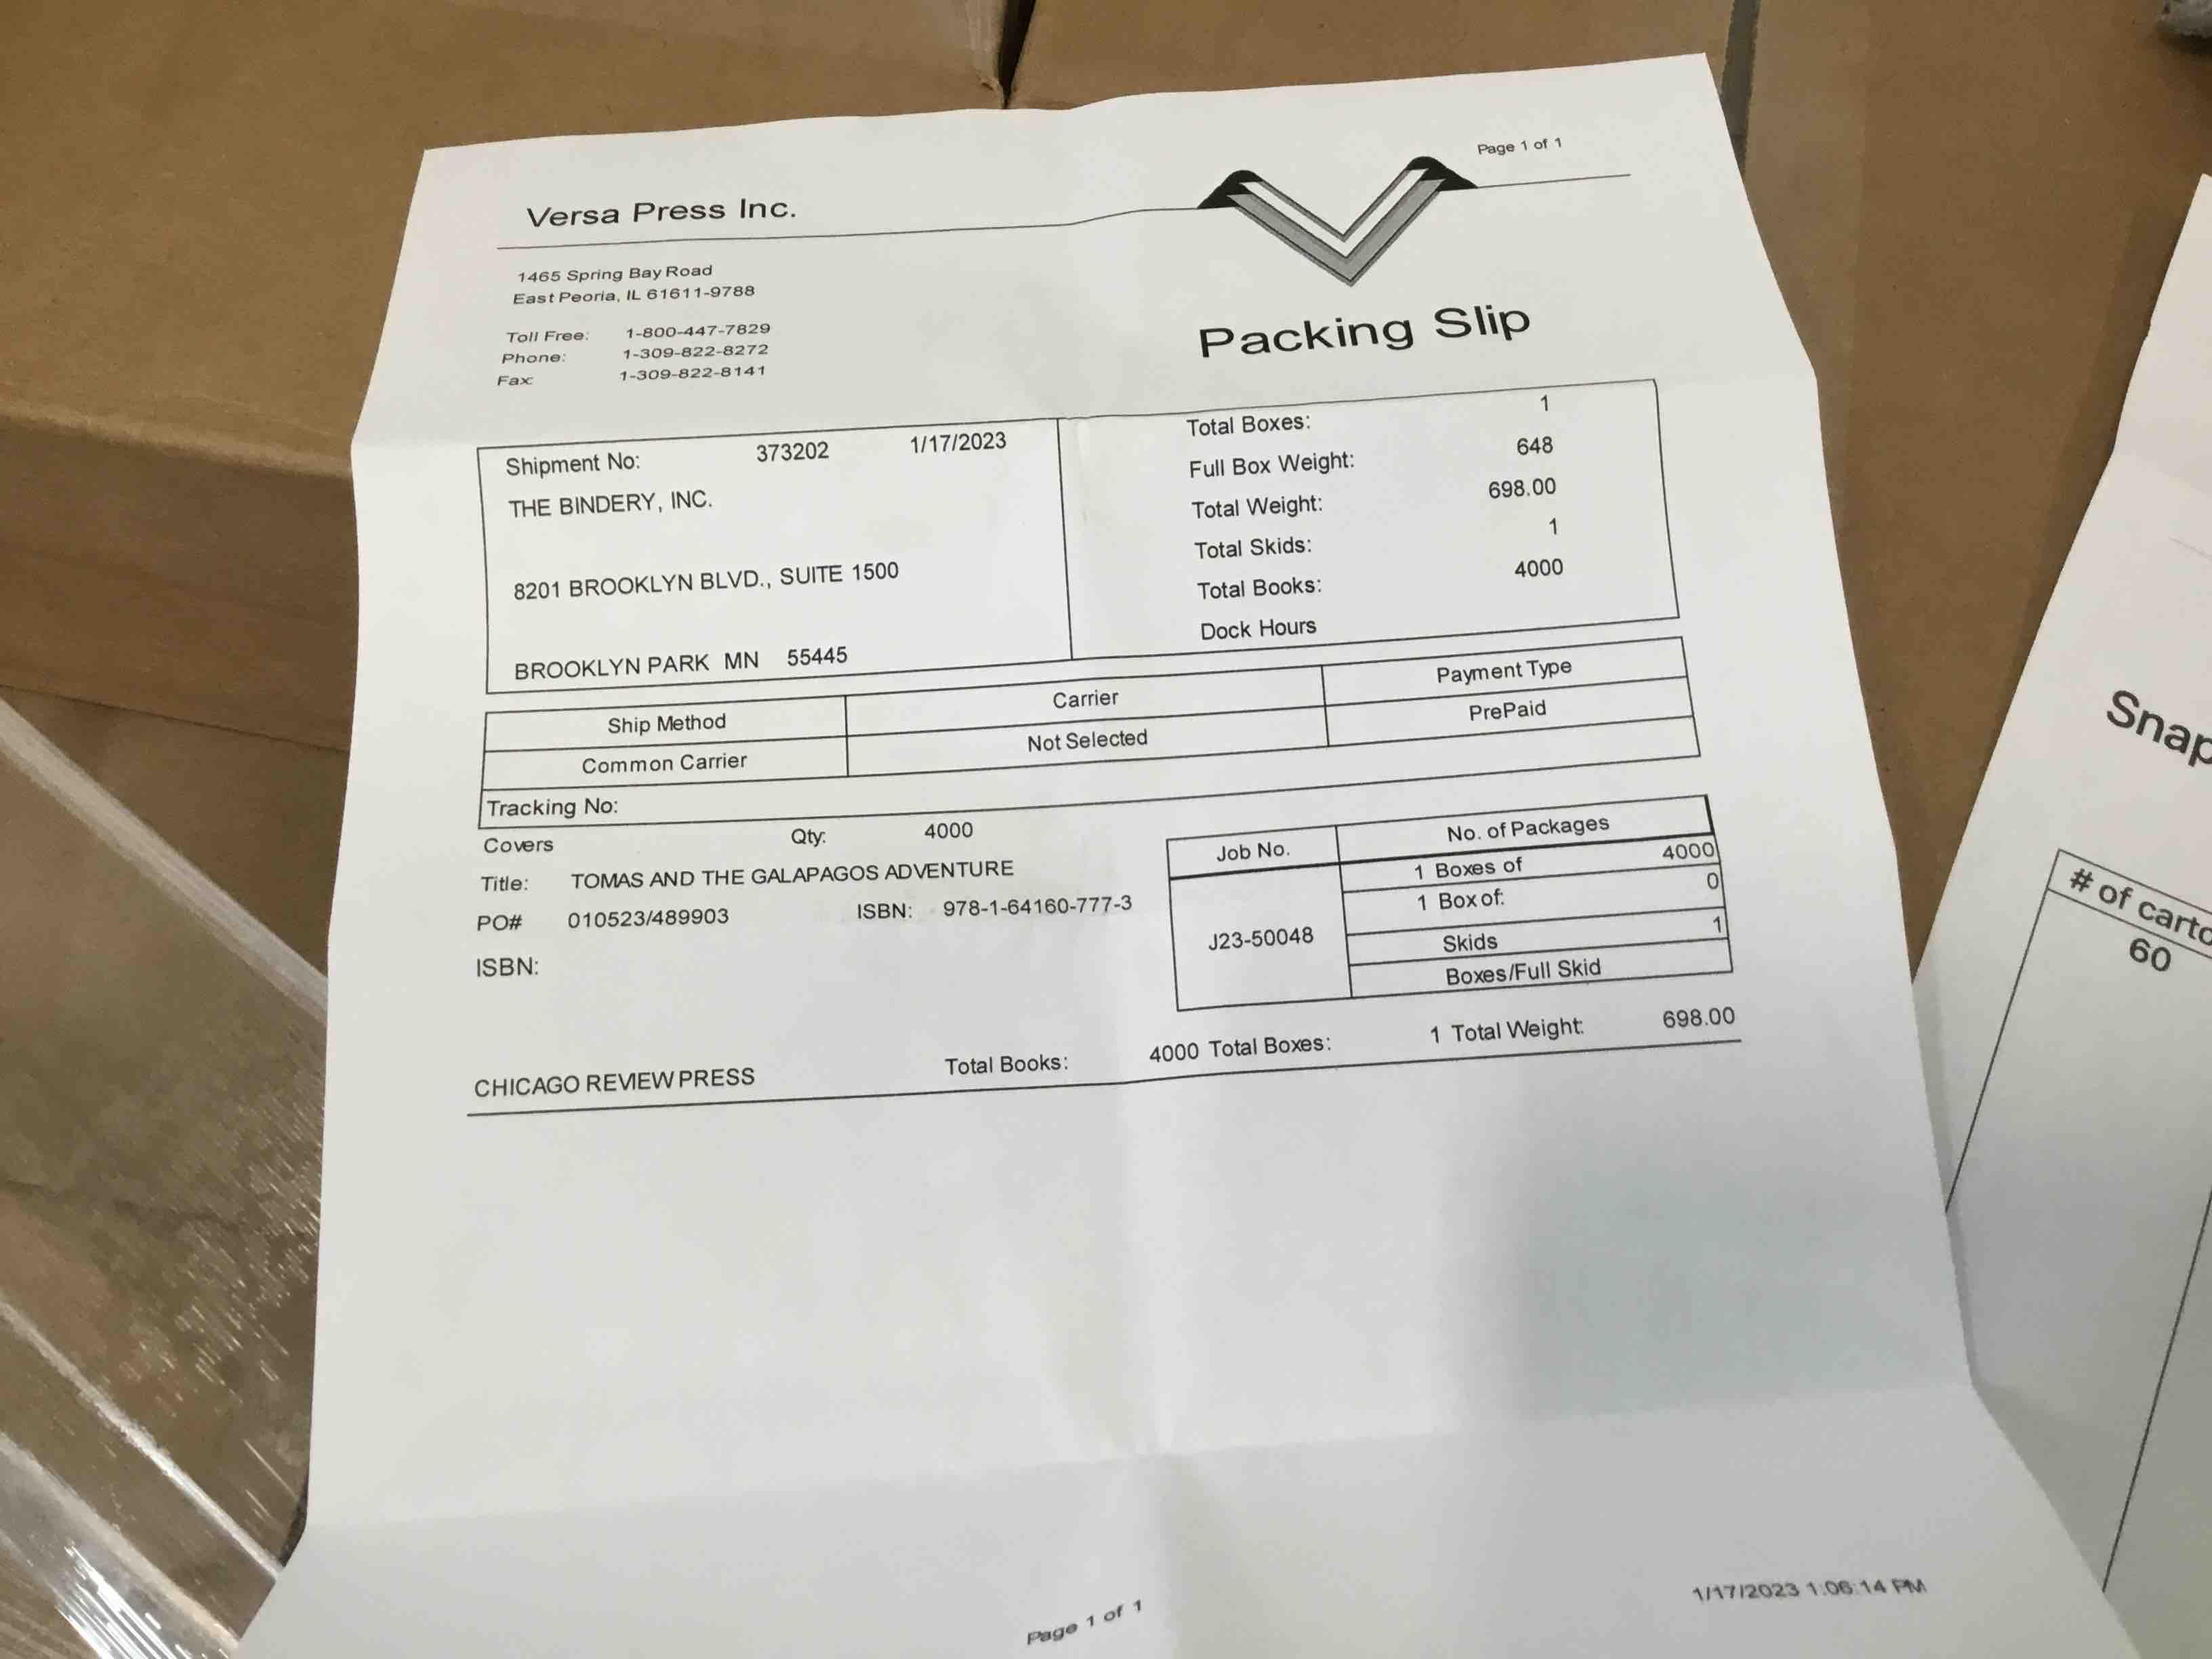 Page 1 of 1
Versa Press Inc.
1465 Spring Bay Road
East Peoria, IL 61611-9788
Toll Free: 1-800-447-7829
Phone: 1-309-822-8272
Fax: 1-309-822-8141
Packing Slip
Shipment No: 373202 1/17/2023
THE BINDERY, INC.
8201 BROOKLYN BLVD., SUITE 1500
BROOKLYN PARK MN 55445
Total Boxes: 1
Full Box Weight: 648
Total Weight: 698.00
Total Skids: 1
Total Books: 4000
Dock Hours
Ship Method Carrier Payment Type
Common Carrier Not Selected PrePaid
Tracking No:
Covers Qty: 4000
Title: TOMAS AND THE GALAPAGOS ADVENTURE
PO# 010523/489903 ISBN: 978-1-64160-777-3
ISBN:
Job No. No. of Packages
J23-50048
1 Boxes of 4000
1 Box of: 0
Skids 1
Boxes/Full Skid
CHICAGO REVIEW PRESS Total Books: 4000 Total Boxes: 1 Total Weight: 698.00
Page 1 of 1
1/17/2023 1:06:14 PM
Snap
# of carto
60